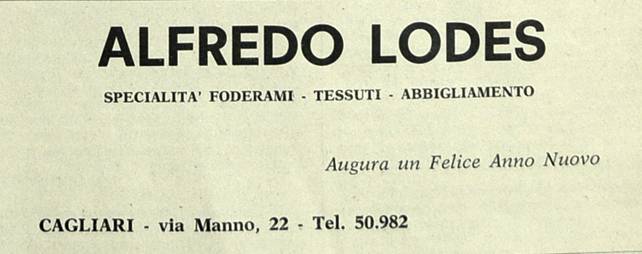 ALFREDO LODES
SPECIALITA' FODERAMI - TESSUTI - ABBIGLIAMENTO
Augura un Felice Anno Nuovo
CAGLIARI - via Manno, 22 - Tel. 50.982